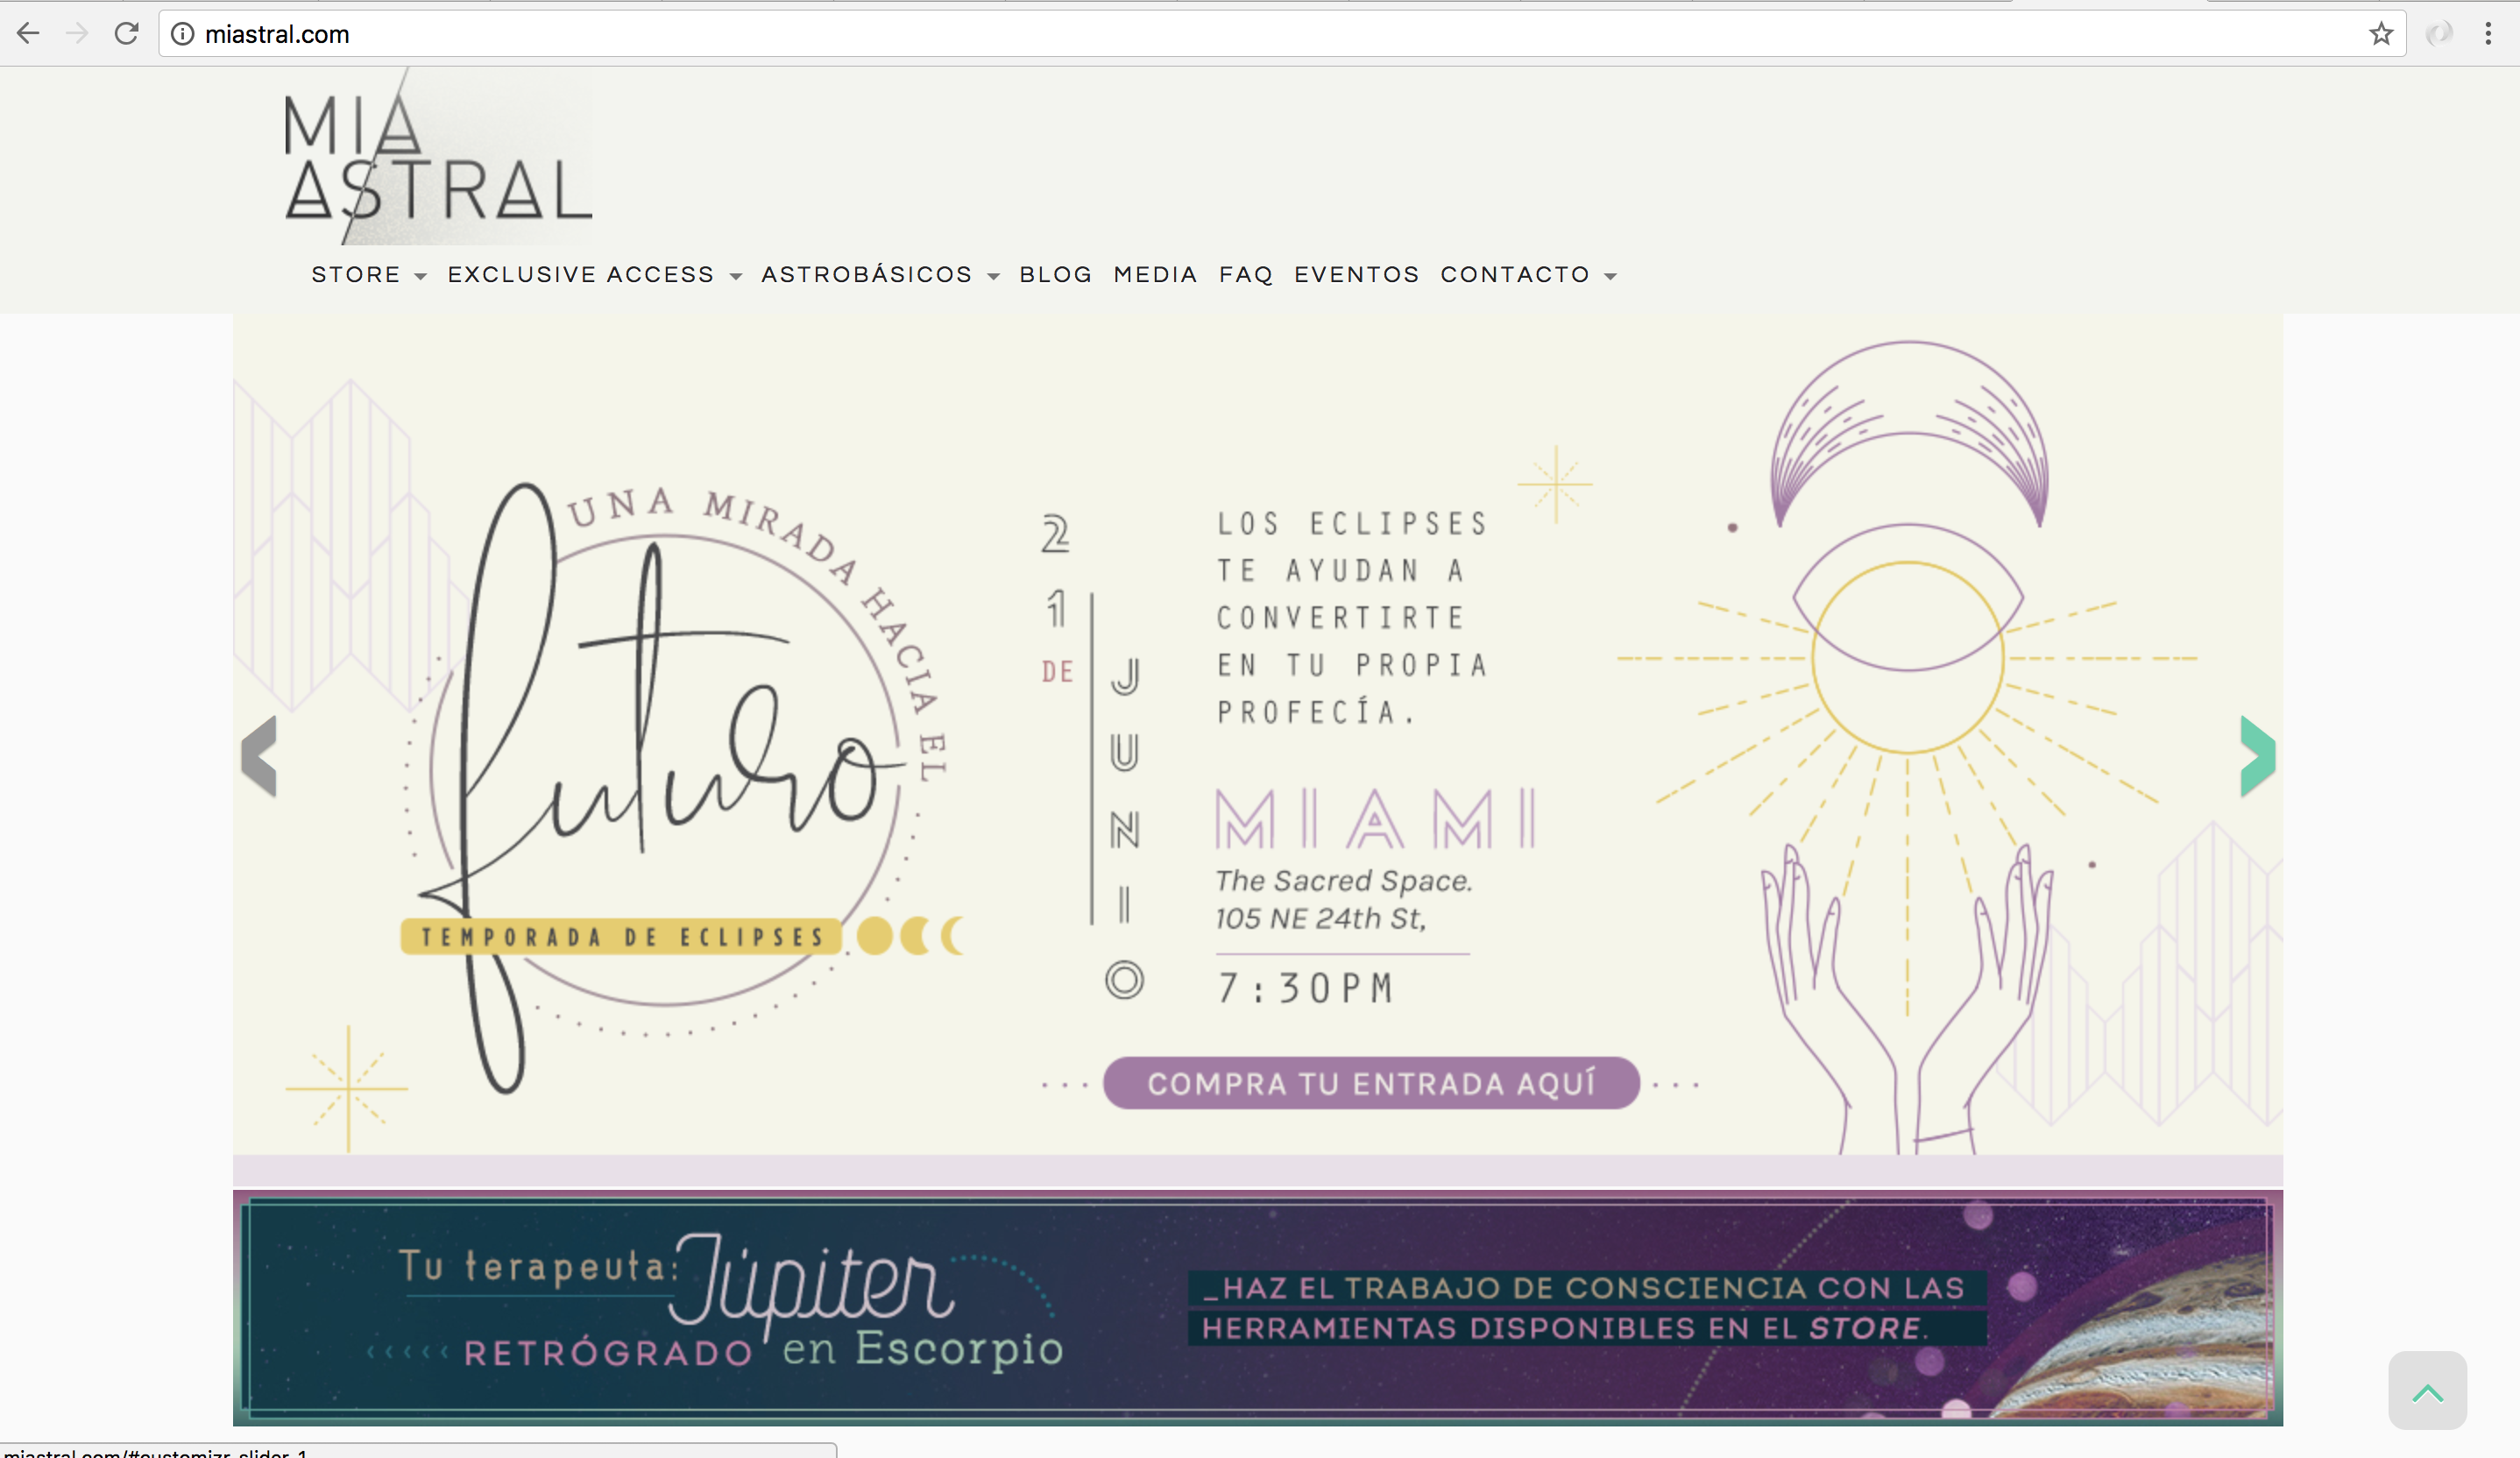 miastral.com
MIA
ASTRAL
STORE EXCLUSIVE ACCESS ASTROBÁSICOS BLOG MEDIA FAQ EVENTOS CONTACTO
UNA MIRADA HACIA EL
futuro
TEMPORADA DE ECLIPSES
21
DE
JUNIO
LOS ECLIPSES
TE AYUDAN A
CONVERTIRTE
EN TU PROPIA
PROFECÍA.
MIAMI
The Sacred Space.
105 NE 24th St,
7:30PM
COMPRA TU ENTRADA AQUÍ
Tu terapeuta: Júpiter
RETRÓGRADO en Escorpio
_HAZ EL TRABAJO DE CONSCIENCIA CON LAS
HERRAMIENTAS DISPONIBLES EN EL STORE.
miastral.com/#customizr-slider-1